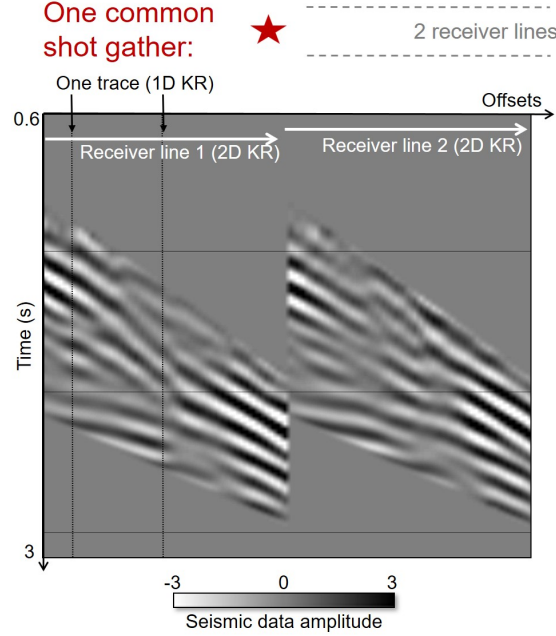 One common
shot gather:
2 receiver lines
One trace (1D KR)
Offsets
0.6
Receiver line 1 (2D KR)
Receiver line 2 (2D KR)
Time (s)
3
-3 0 3
Seismic data amplitude